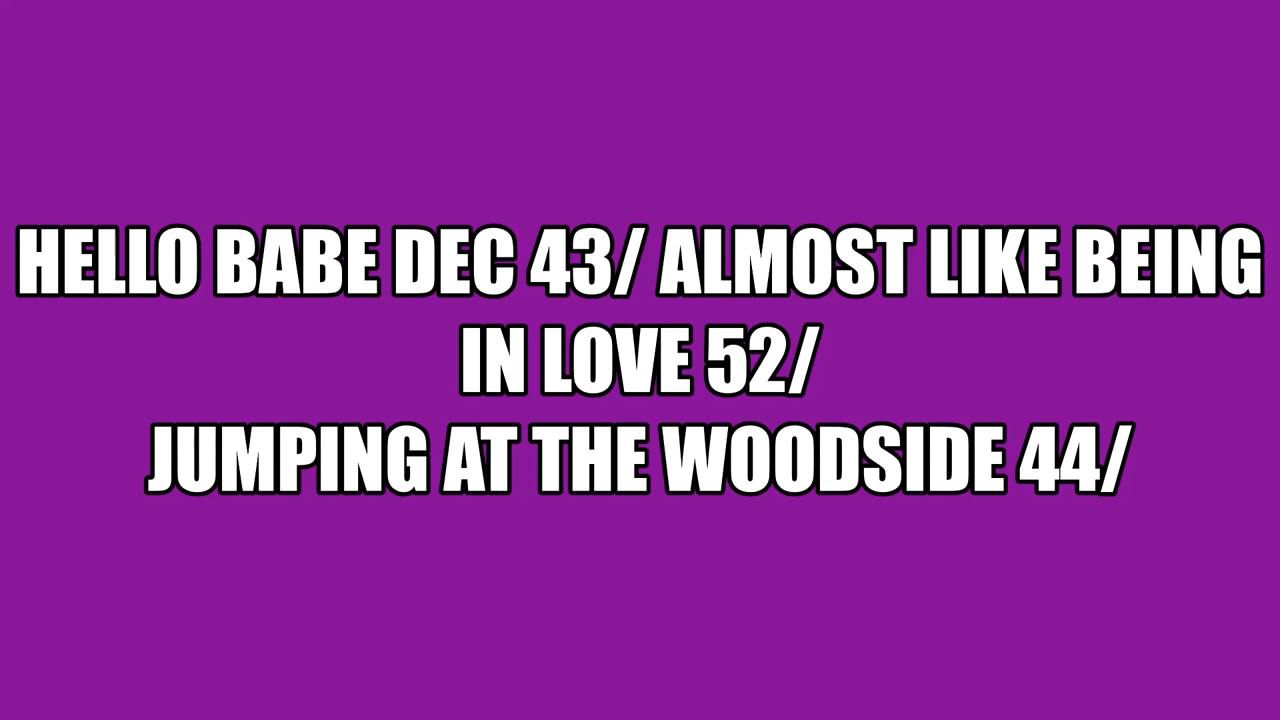 HELLO BABE DEC 43/ ALMOST LIKE BEING
IN LOVE 52/
JUMPING AT THE WOODSIDE 44/